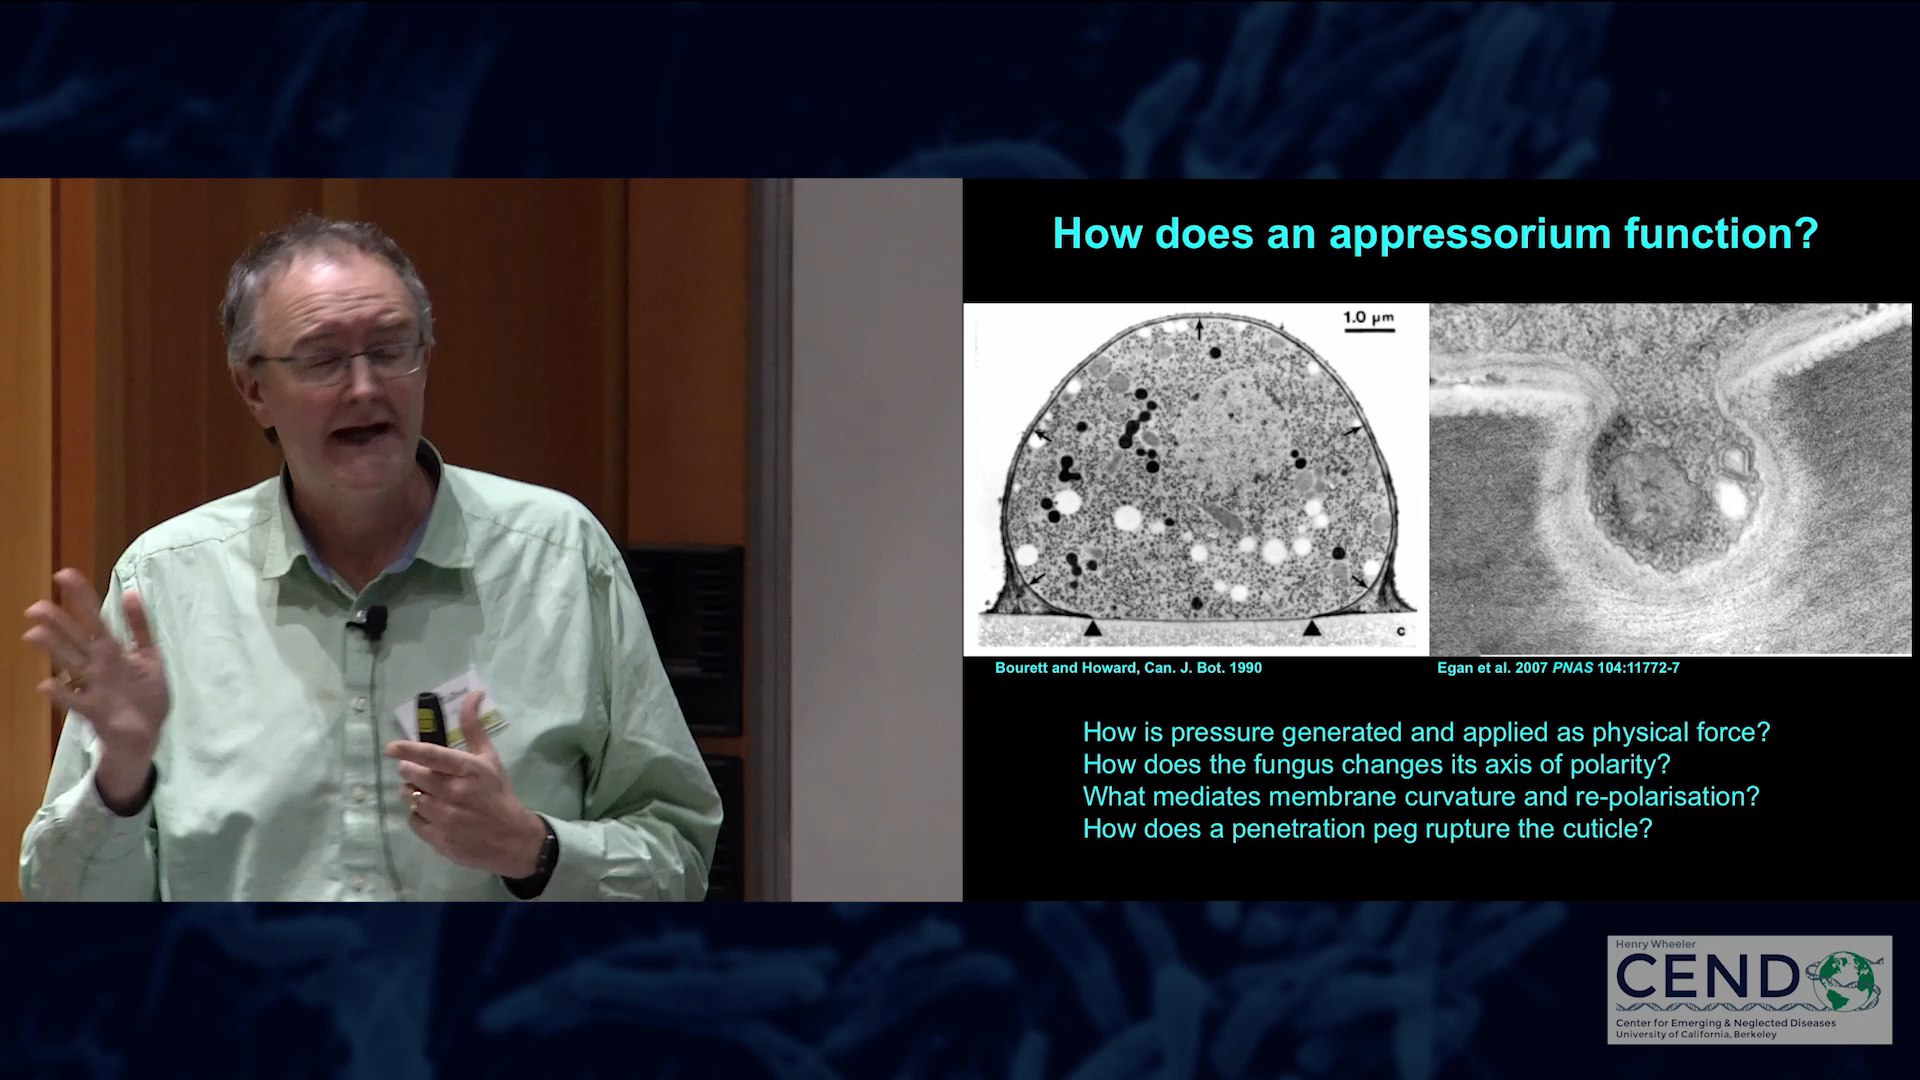 How does an appressorium function?
1.0 µm
c
Bourett and Howard, Can. J. Bot. 1990
Egan et al. 2007 PNAS 104:11772-7
How is pressure generated and applied as physical force?
How does the fungus changes its axis of polarity?
What mediates membrane curvature and re-polarisation?
How does a penetration peg rupture the cuticle?
Henry Wheeler
CEND
Center for Emerging & Neglected Diseases
University of California, Berkeley